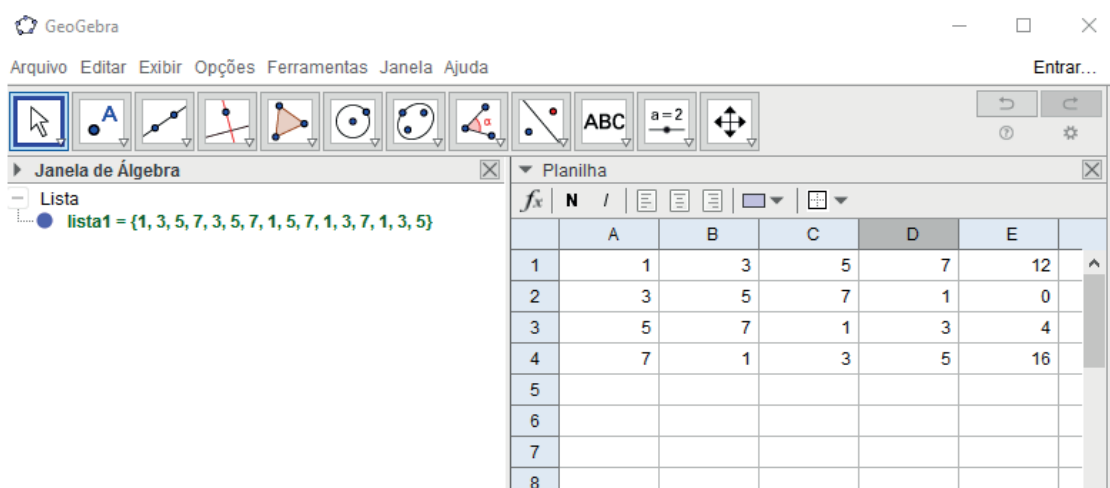 GeoGebra
Arquivo Editar Exibir Opções Ferramentas Janela Ajuda Entrar...
A α ABC a=2
Janela de Álgebra
Lista
lista1 = {1, 3, 5, 7, 3, 5, 7, 1, 5, 7, 1, 3, 7, 1, 3, 5}
Planilha
fx N I
A B C D E
1 1 3 5 7 12
2 3 5 7 1 0
3 5 7 1 3 4
4 7 1 3 5 16
5
6
7
8